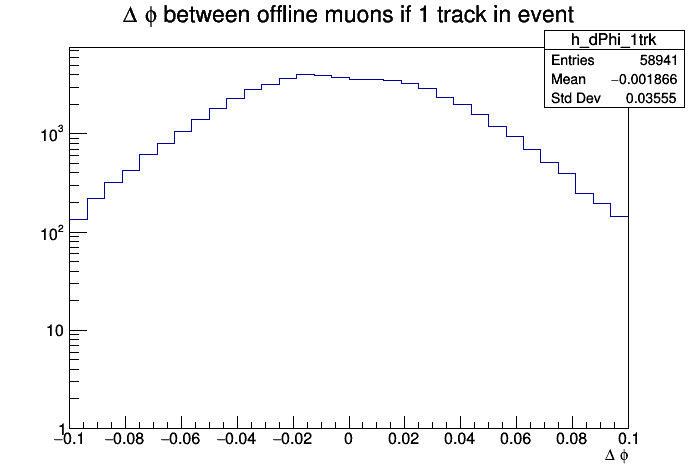 Δ ϕ between offline muons if 1 track in event
h_dPhi_1trk
Entries 58941
Mean −0.001866
Std Dev 0.03555
10³
10²
10
1
−0.1 −0.08 −0.06 −0.04 −0.02 0 0.02 0.04 0.06 0.08 0.1
Δ ϕ